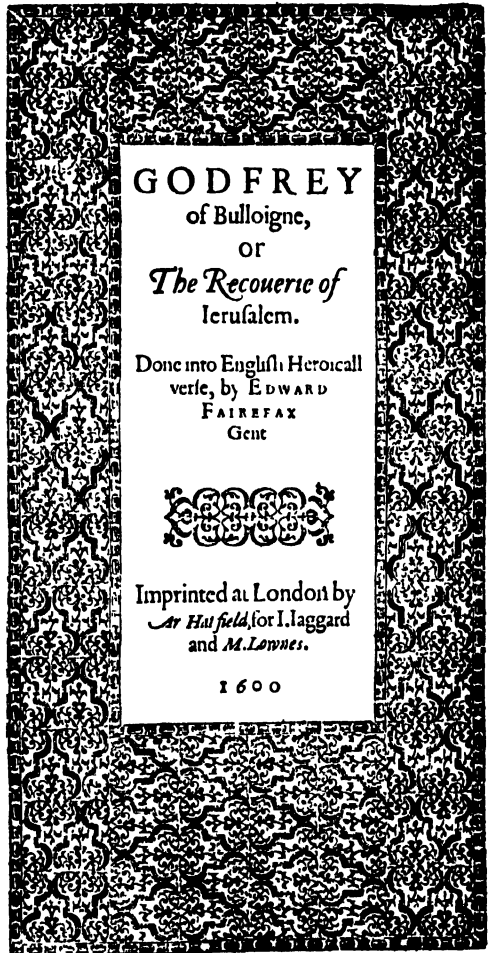 GODFREY
of Bulloigne,
or
The Recouerie of
Ieruſalem.
Done into Engliſh Heroicall
verſe, by EDWARD
FAIREFAX
Gent
Imprinted at London by
Ar Hatfield, for I. Iaggard
and M. Lownes.
1600